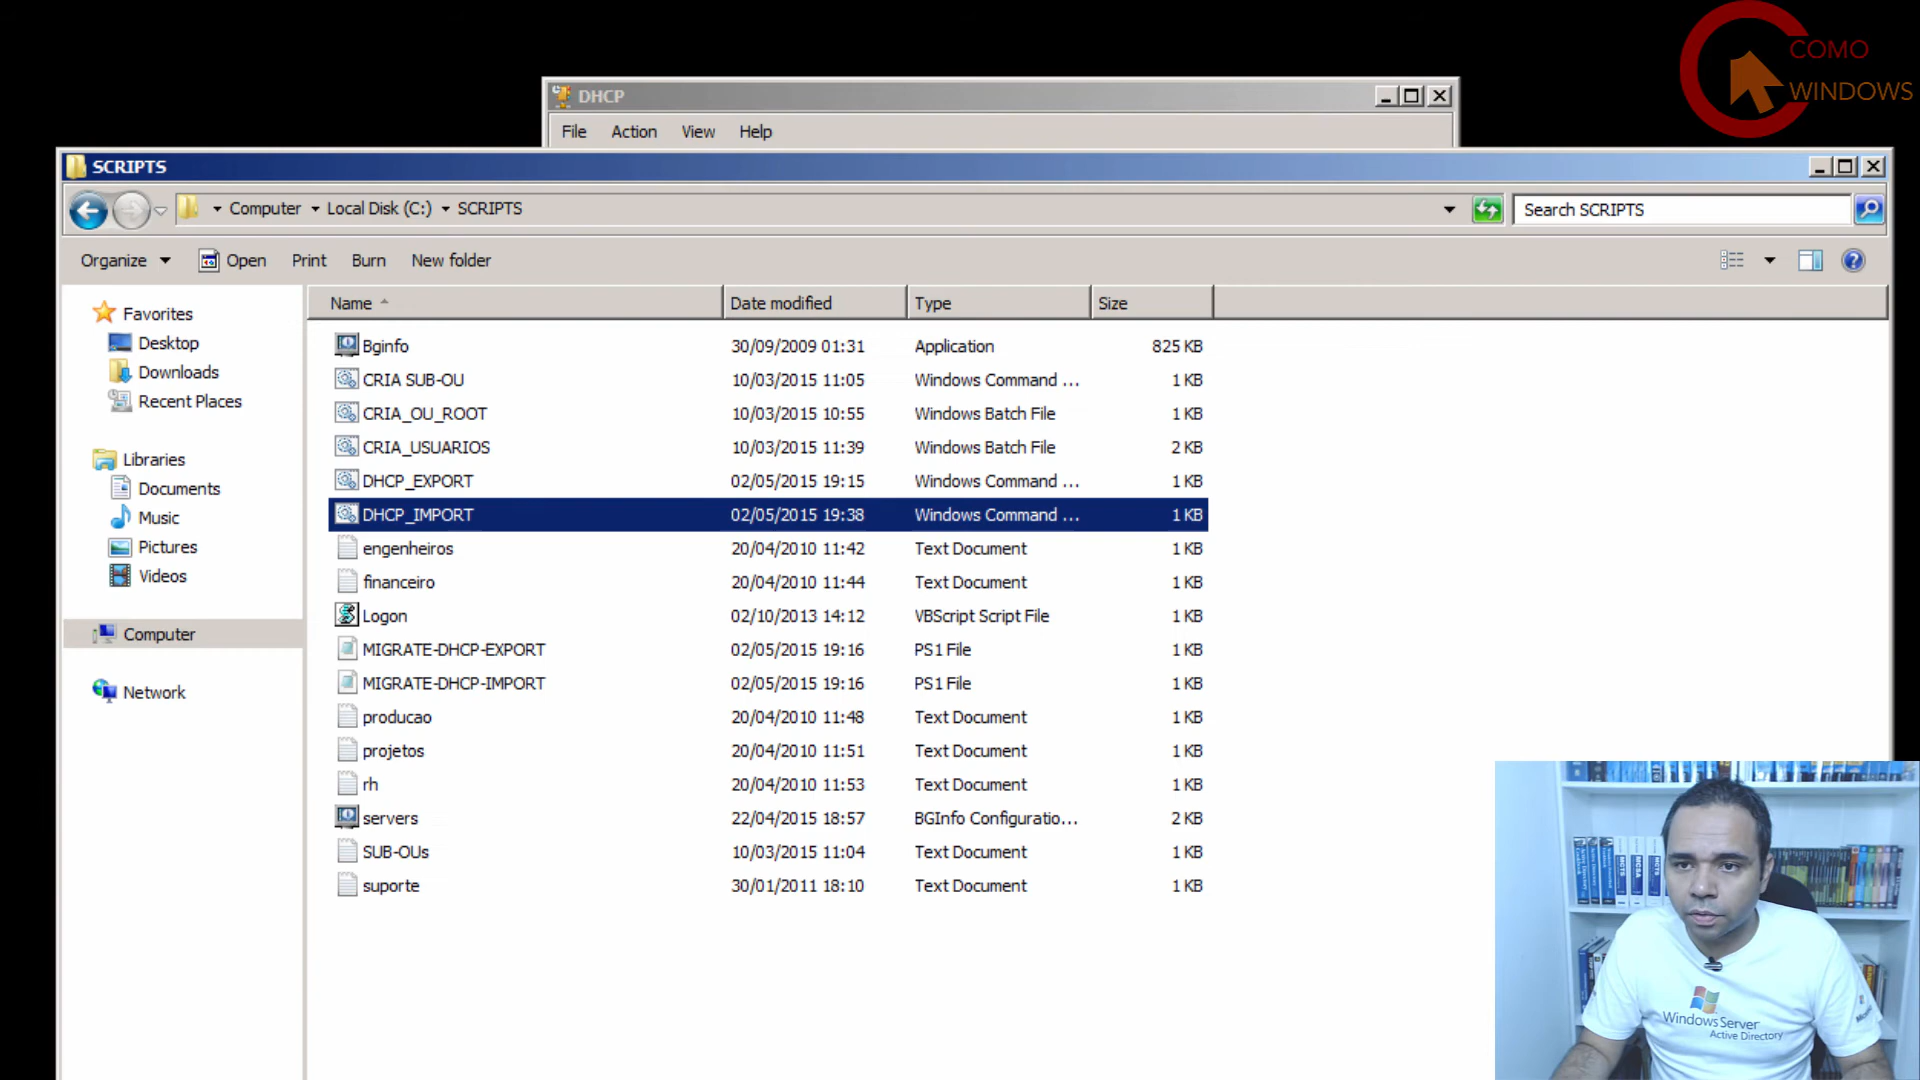 COMO
WINDOWS
DHCP
File Action View Help
SCRIPTS
Computer Local Disk (C:) SCRIPTS
Search SCRIPTS
Organize Open Print Burn New folder
Name Date modified Type Size
Favorites
Desktop
Downloads
Recent Places
Libraries
Documents
Music
Pictures
Videos
Computer
Network
Bginfo 30/09/2009 01:31 Application 825 KB
CRIA SUB-OU 10/03/2015 11:05 Windows Command ... 1 KB
CRIA_OU_ROOT 10/03/2015 10:55 Windows Batch File 1 KB
CRIA_USUARIOS 10/03/2015 11:39 Windows Batch File 2 KB
DHCP_EXPORT 02/05/2015 19:15 Windows Command ... 1 KB
DHCP_IMPORT 02/05/2015 19:38 Windows Command ... 1 KB
engenheiros 20/04/2010 11:42 Text Document 1 KB
financeiro 20/04/2010 11:44 Text Document 1 KB
Logon 02/10/2013 14:12 VBScript Script File 1 KB
MIGRATE-DHCP-EXPORT 02/05/2015 19:16 PS1 File 1 KB
MIGRATE-DHCP-IMPORT 02/05/2015 19:16 PS1 File 1 KB
producao 20/04/2010 11:48 Text Document 1 KB
projetos 20/04/2010 11:51 Text Document 1 KB
rh 20/04/2010 11:53 Text Document 1 KB
servers 22/04/2015 18:57 BGInfo Configuratio... 2 KB
SUB-OUs 10/03/2015 11:04 Text Document 1 KB
suporte 30/01/2011 18:10 Text Document 1 KB
MCTS
MCSA
MCTS
Windows Server
Active Directory